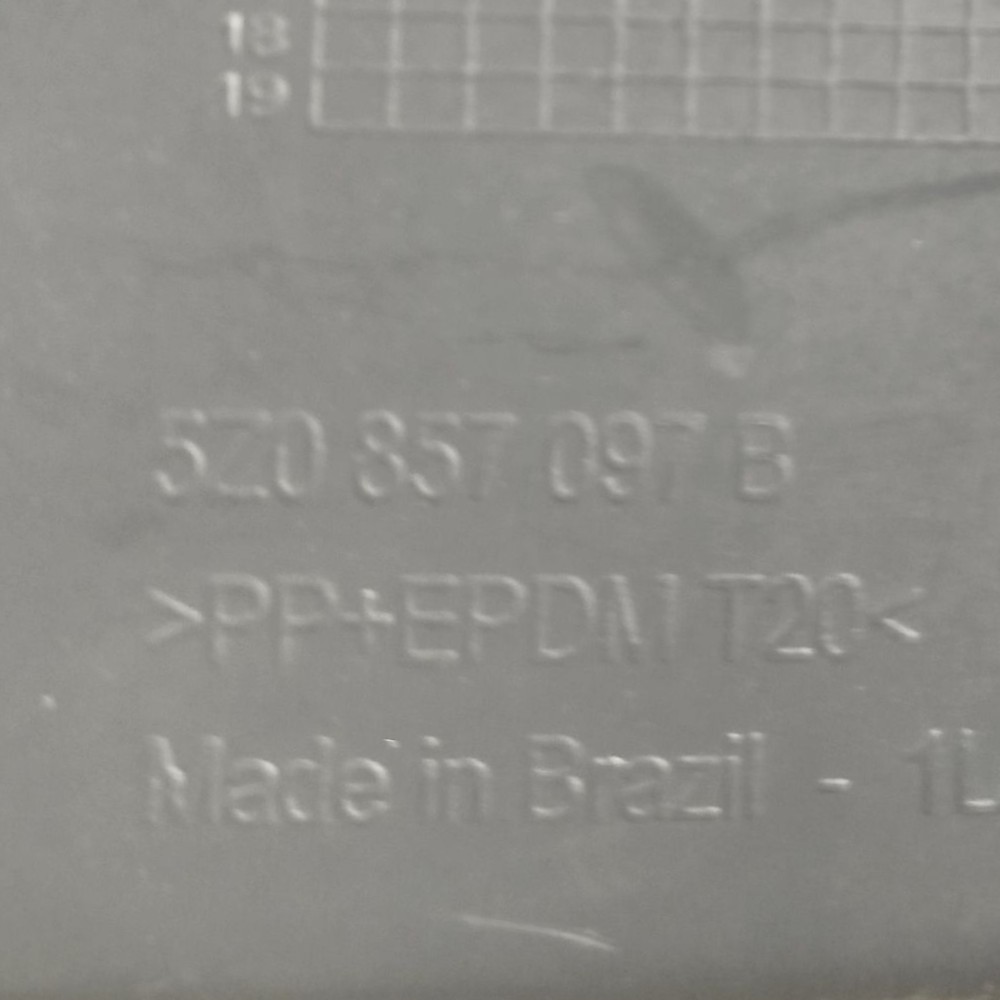 18
19
5Z0 857 097 B
>PP+EPDM T20<
Made in Brazil - 1L